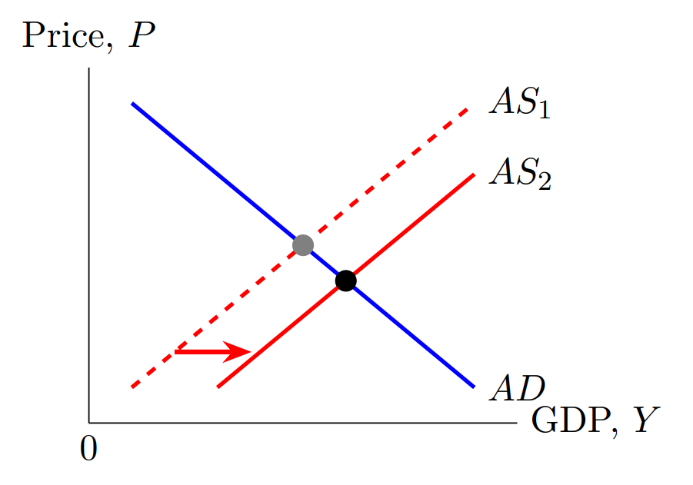 Price, P
AS₁
AS₂
AD
GDP, Y
0